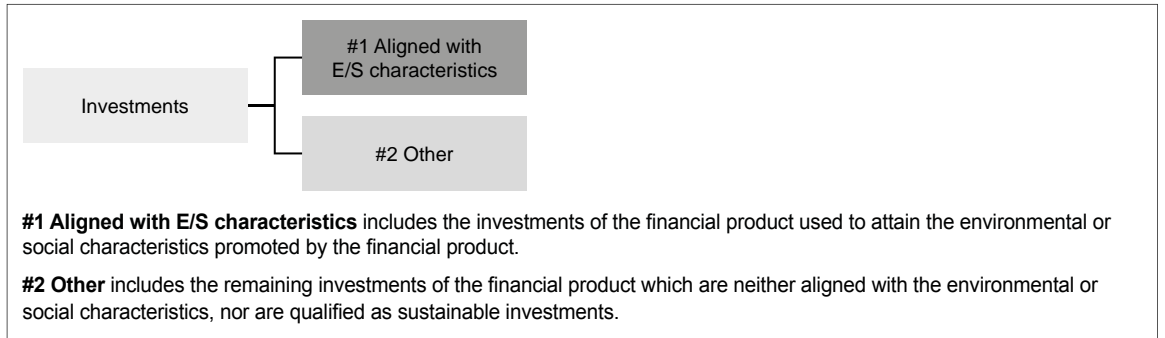 #1 Aligned with
E/S characteristics
Investments
#2 Other
#1 Aligned with E/S characteristics includes the investments of the financial product used to attain the environmental or
social characteristics promoted by the financial product.
#2 Other includes the remaining investments of the financial product which are neither aligned with the environmental or
social characteristics, nor are qualified as sustainable investments.